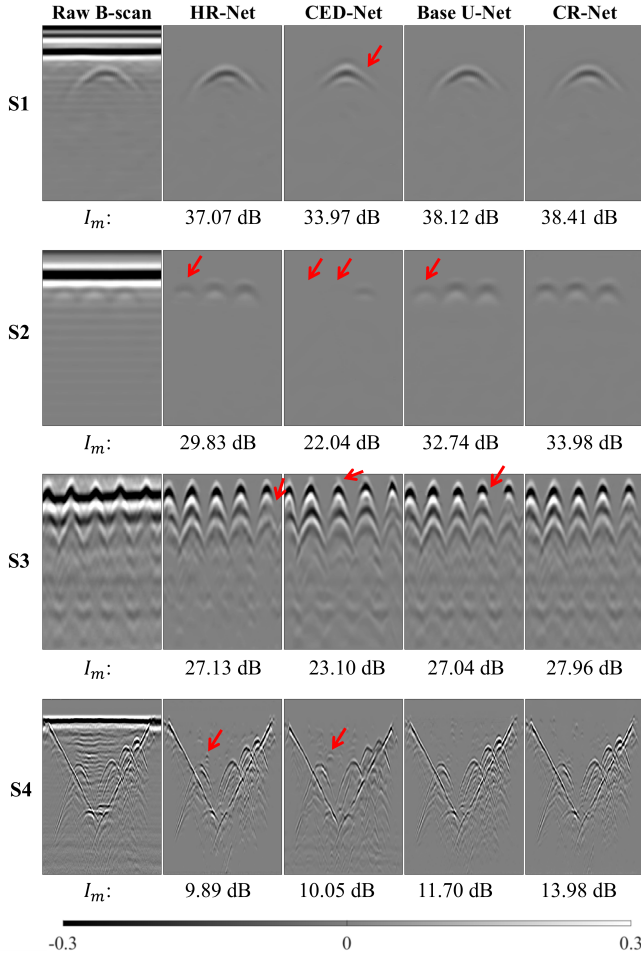 Raw B-scan HR-Net CED-Net Base U-Net CR-Net
S1
I_m: 37.07 dB 33.97 dB 38.12 dB 38.41 dB
S2
I_m: 29.83 dB 22.04 dB 32.74 dB 33.98 dB
S3
I_m: 27.13 dB 23.10 dB 27.04 dB 27.96 dB
S4
I_m: 9.89 dB 10.05 dB 11.70 dB 13.98 dB
-0.3 0 0.3